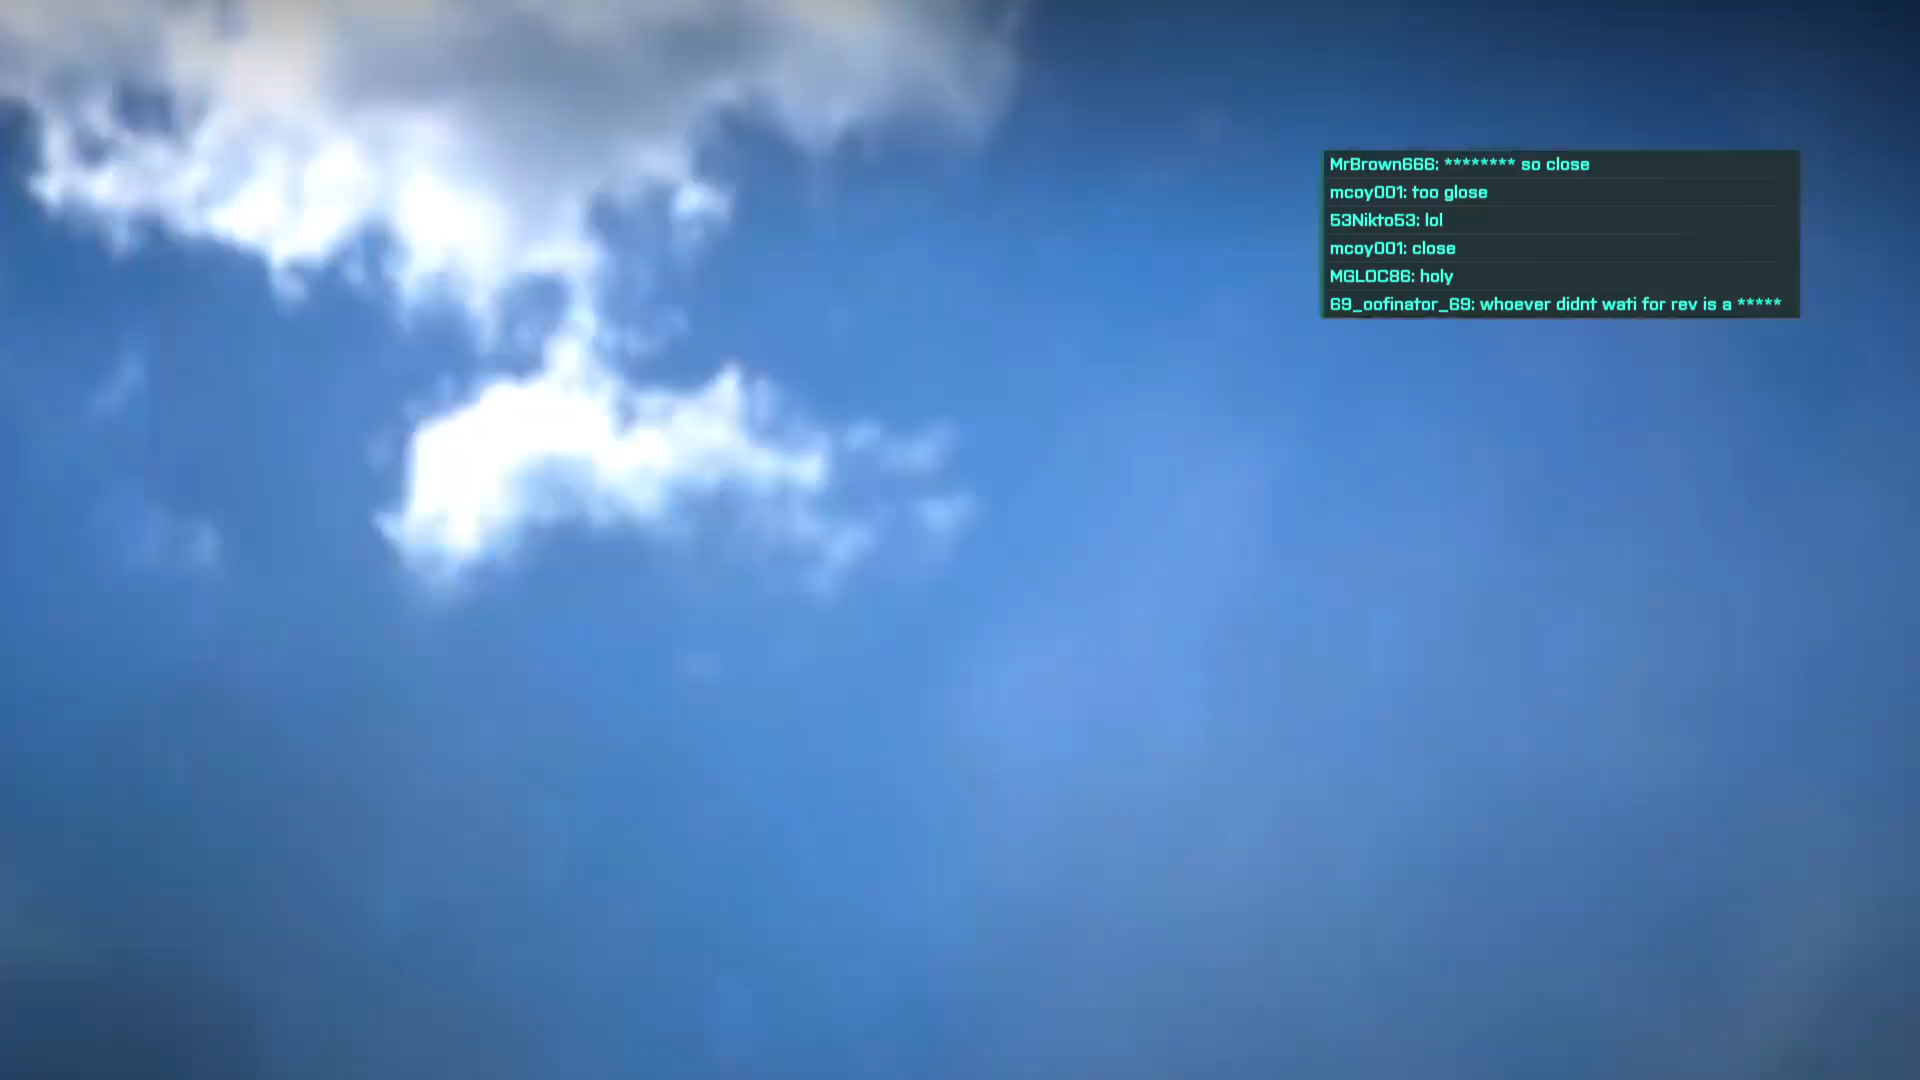 MrBrown666: ******** so close
mcoy001: too glose
53Nikto53: lol
mcoy001: close
MGLOC86: holy
69_oofinator_69: whoever didnt wati for rev is a *****